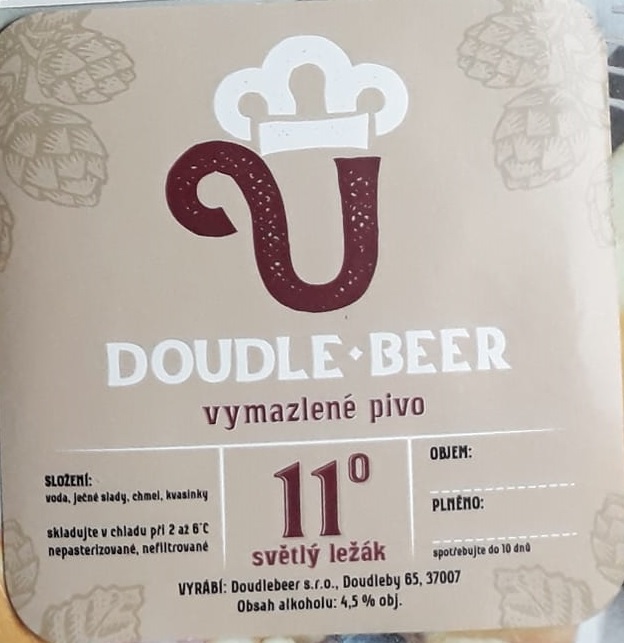 DOUDLE·BEER
vymazlené pivo
SLOŽENÍ:
voda, ječné slady, chmel, kvasinky
skladujte v chladu při 2 až 6°C
nepasterizované, nefiltrované
11°
světlý ležák
OBJEM:
PLNĚNO:
spotřebujte do 10 dnů
VYRÁBÍ: Doudlebeer s.r.o., Doudleby 65, 37007
Obsah alkoholu: 4,5 % obj.